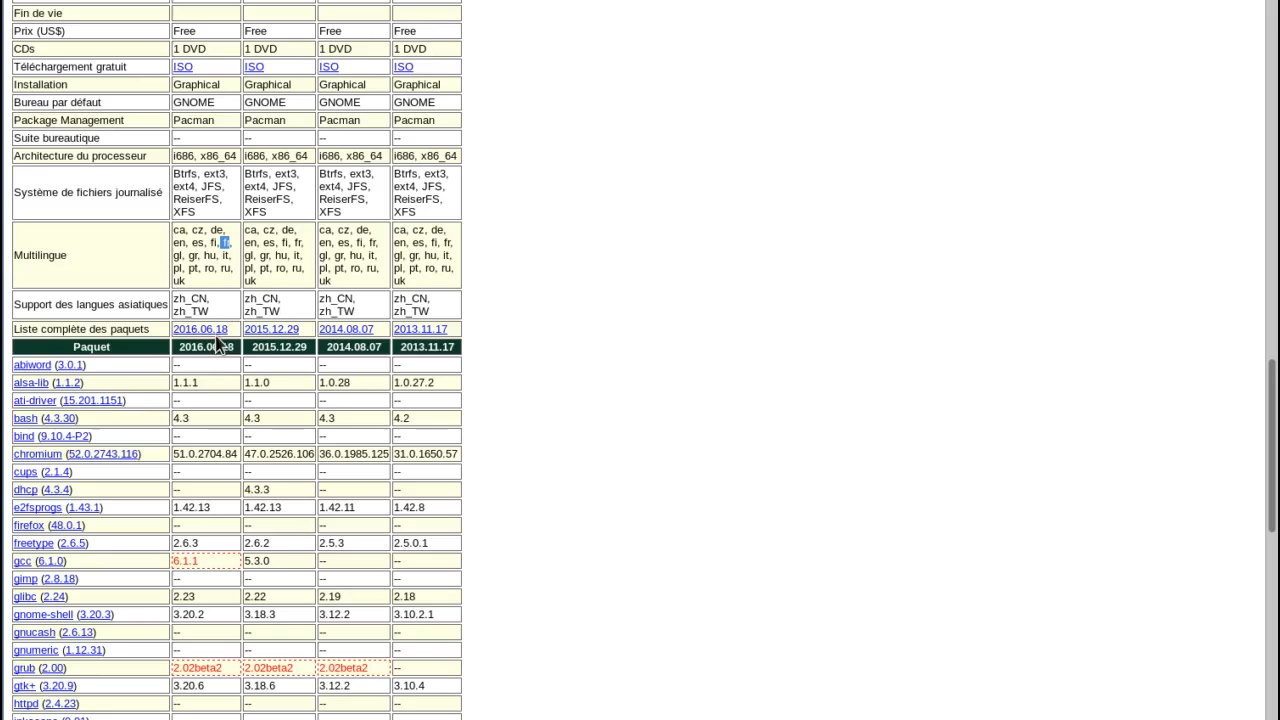 Fin de vie
Prix (US$) Free Free Free Free
CDs 1 DVD 1 DVD 1 DVD 1 DVD
Téléchargement gratuit ISO ISO ISO ISO
Installation Graphical Graphical Graphical Graphical
Bureau par défaut GNOME GNOME GNOME GNOME
Package Management Pacman Pacman Pacman Pacman
Suite bureautique -- -- -- --
Architecture du processeur i686, x86_64 i686, x86_64 i686, x86_64 i686, x86_64
Btrfs, ext3, Btrfs, ext3, Btrfs, ext3, Btrfs, ext3,
Système de fichiers journalisé ext4, JFS, ext4, JFS, ext4, JFS, ext4, JFS,
ReiserFS, ReiserFS, ReiserFS, ReiserFS,
XFS XFS XFS XFS
ca, cz, de, ca, cz, de, ca, cz, de, ca, cz, de,
en, es, fi, fr, en, es, fi, fr, en, es, fi, fr, en, es, fi, fr,
Multilingue gl, gr, hu, it, gl, gr, hu, it, gl, gr, hu, it, gl, gr, hu, it,
pl, pt, ro, ru, pl, pt, ro, ru, pl, pt, ro, ru, pl, pt, ro, ru,
uk uk uk uk
Support des langues asiatiques zh_CN, zh_CN, zh_CN, zh_CN,
zh_TW zh_TW zh_TW zh_TW
Liste complète des paquets 2016.06.18 2015.12.29 2014.08.07 2013.11.17
Paquet 2016.06.18 2015.12.29 2014.08.07 2013.11.17
abiword (3.0.1) -- -- -- --
alsa-lib (1.1.2) 1.1.1 1.1.0 1.0.28 1.0.27.2
ati-driver (15.201.1151) -- -- -- --
bash (4.3.30) 4.3 4.3 4.3 4.2
bind (9.10.4-P2) -- -- -- --
chromium (52.0.2743.116) 51.0.2704.84 47.0.2526.106 36.0.1985.125 31.0.1650.57
cups (2.1.4) -- -- -- --
dhcp (4.3.4) -- 4.3.3 -- --
e2fsprogs (1.43.1) 1.42.13 1.42.13 1.42.11 1.42.8
firefox (48.0.1) -- -- -- --
freetype (2.6.5) 2.6.3 2.6.2 2.5.3 2.5.0.1
gcc (6.1.0) 6.1.1 5.3.0 -- --
gimp (2.8.18) -- -- -- --
glibc (2.24) 2.23 2.22 2.19 2.18
gnome-shell (3.20.3) 3.20.2 3.18.3 3.12.2 3.10.2.1
gnucash (2.6.13) -- -- -- --
gnumeric (1.12.31) -- -- -- --
grub (2.00) 2.02beta2 2.02beta2 2.02beta2 --
gtk+ (3.20.9) 3.20.6 3.18.6 3.12.2 3.10.4
httpd (2.4.23) -- -- -- --